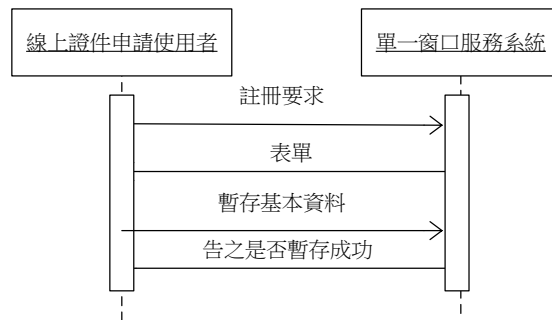 線上證件申請使用者
單一窗口服務系統
註冊要求
表單
暫存基本資料
告之是否暫存成功